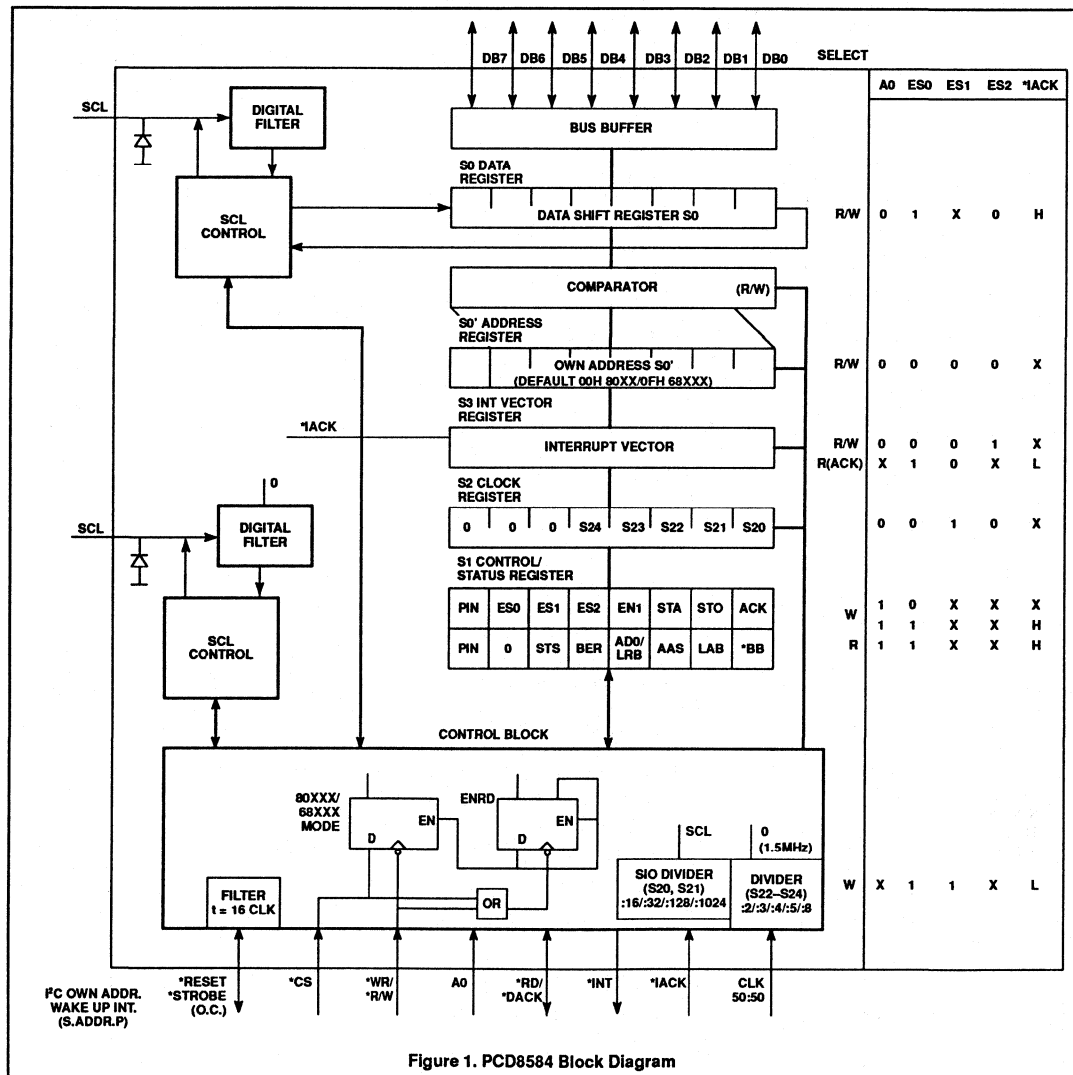 DB7 DB6 DB5 DB4 DB3 DB2 DB1 DB0
SELECT
A0 ES0 ES1 ES2 *IACK
SCL
DIGITAL
FILTER
BUS BUFFER
S0 DATA
REGISTER
DATA SHIFT REGISTER S0
R/W 0 1 X 0 H
SCL
CONTROL
COMPARATOR
(R/W)
S0' ADDRESS
REGISTER
OWN ADDRESS S0'
(DEFAULT 00H 80XX/0FH 68XXX)
R/W 0 0 0 0 X
S3 INT VECTOR
REGISTER
*IACK
INTERRUPT VECTOR
R/W 0 0 0 1 X
R(ACK) X 1 0 X L
S2 CLOCK
REGISTER
0 0 0 S24 S23 S22 S21 S20
0 0 1 0 X
0
SCL
DIGITAL
FILTER
S1 CONTROL/
STATUS REGISTER
PIN ES0 ES1 ES2 EN1 STA STO ACK
PIN 0 STS BER AD0/ LRB AAS LAB *BB
W 1 0 X X X
1 1 X X H
R 1 1 X X H
SCL
CONTROL
CONTROL BLOCK
80XXX/
68XXX
MODE
EN
D
ENRD
EN
D
SCL
0
(1.5MHz)
OR
SIO DIVIDER
(S20, S21)
:16/:32/:128/:1024
DIVIDER
(S22–S24)
:2/:3/:4/:5/:8
W X 1 1 X L
FILTER
t = 16 CLK
I²C OWN ADDR.
WAKE UP INT.
(S.ADDR.P)
*RESET
*STROBE
(O.C.)
*CS
*WR/
*R/W
A0
*RD/
*DACK
*INT
*IACK
CLK
50:50
Figure 1. PCD8584 Block Diagram